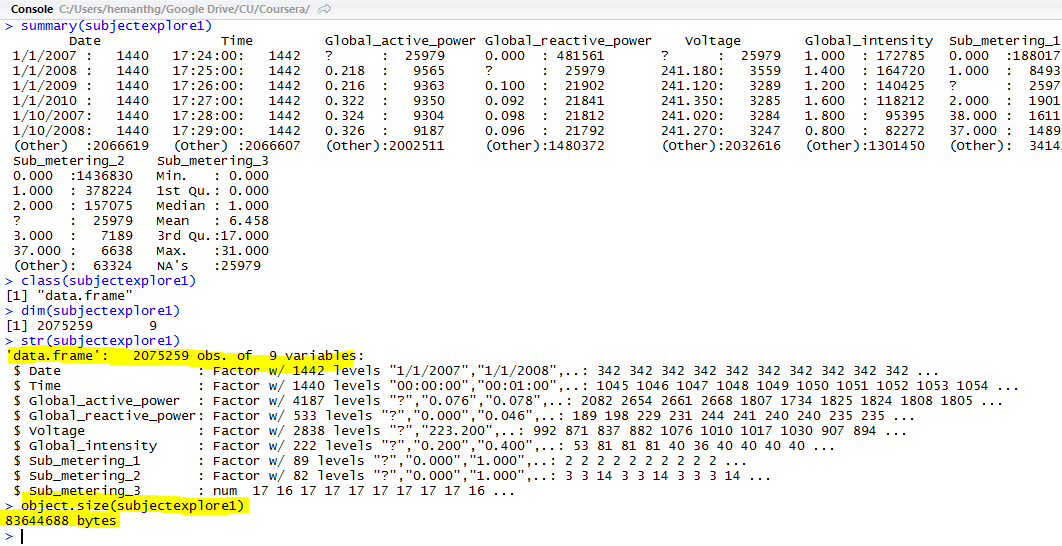 Console C:/Users/hemanthg/Google Drive/CU/Coursera/
> summary(subjectexplore1)
Date Time Global_active_power Global_reactive_power Voltage Global_intensity Sub_metering_1
1/1/2007 : 1440 17:24:00: 1442 ? : 25979 0.000 : 481561 ? : 25979 1.000 : 172785 0.000 :188017
1/1/2008 : 1440 17:25:00: 1442 0.218 : 9565 ? : 25979 241.180: 3559 1.400 : 164720 1.000 : 8493
1/1/2009 : 1440 17:26:00: 1442 0.216 : 9363 0.100 : 21902 241.120: 3289 1.200 : 140425 ? : 2597
1/1/2010 : 1440 17:27:00: 1442 0.322 : 9350 0.092 : 21841 241.350: 3285 1.600 : 118212 2.000 : 1901
1/10/2007: 1440 17:28:00: 1442 0.324 : 9304 0.098 : 21812 241.020: 3284 1.800 : 95395 38.000 : 1611
1/10/2008: 1440 17:29:00: 1442 0.326 : 9187 0.096 : 21792 241.270: 3247 0.800 : 82272 37.000 : 1489
(Other) :2066619 (Other) :2066607 (Other):2002511 (Other):1480372 (Other):2032616 (Other):1301450 (Other): 3414
Sub_metering_2 Sub_metering_3
0.000 :1436830 Min. : 0.000
1.000 : 378224 1st Qu.: 0.000
2.000 : 157075 Median : 1.000
? : 25979 Mean : 6.458
3.000 : 7189 3rd Qu.:17.000
37.000 : 6638 Max. :31.000
(Other): 63324 NA's :25979
> class(subjectexplore1)
[1] "data.frame"
> dim(subjectexplore1)
[1] 2075259 9
> str(subjectexplore1)
'data.frame': 2075259 obs. of 9 variables:
$ Date : Factor w/ 1442 levels "1/1/2007","1/1/2008",..: 342 342 342 342 342 342 342 342 342 342 ...
$ Time : Factor w/ 1440 levels "00:00:00","00:01:00",..: 1045 1046 1047 1048 1049 1050 1051 1052 1053 1054 ...
$ Global_active_power : Factor w/ 4187 levels "?","0.076","0.078",..: 2082 2654 2661 2668 1807 1734 1825 1824 1808 1805 ...
$ Global_reactive_power: Factor w/ 533 levels "?","0.000","0.046",..: 189 198 229 231 244 241 240 240 235 235 ...
$ Voltage : Factor w/ 2838 levels "?","223.200",..: 992 871 837 882 1076 1010 1017 1030 907 894 ...
$ Global_intensity : Factor w/ 222 levels "?","0.200","0.400",..: 53 81 81 81 40 36 40 40 40 40 ...
$ Sub_metering_1 : Factor w/ 89 levels "?","0.000","1.000",..: 2 2 2 2 2 2 2 2 2 2 ...
$ Sub_metering_2 : Factor w/ 82 levels "?","0.000","1.000",..: 3 3 14 3 3 14 3 3 3 14 ...
$ Sub_metering_3 : num 17 16 17 17 17 17 17 17 17 16 ...
> object.size(subjectexplore1)
83644688 bytes
>